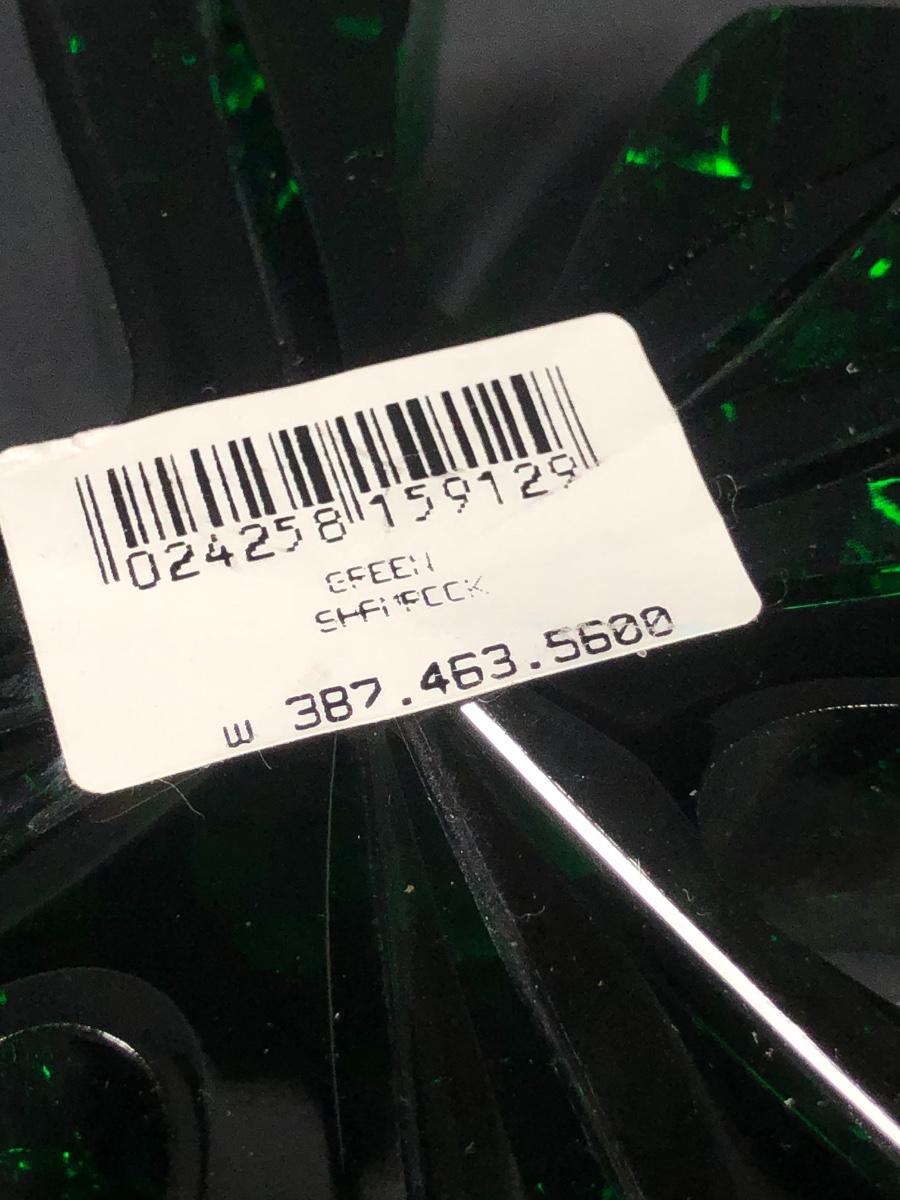 024258 159129
GREEN
SHAMROCK
W 387.463.5600